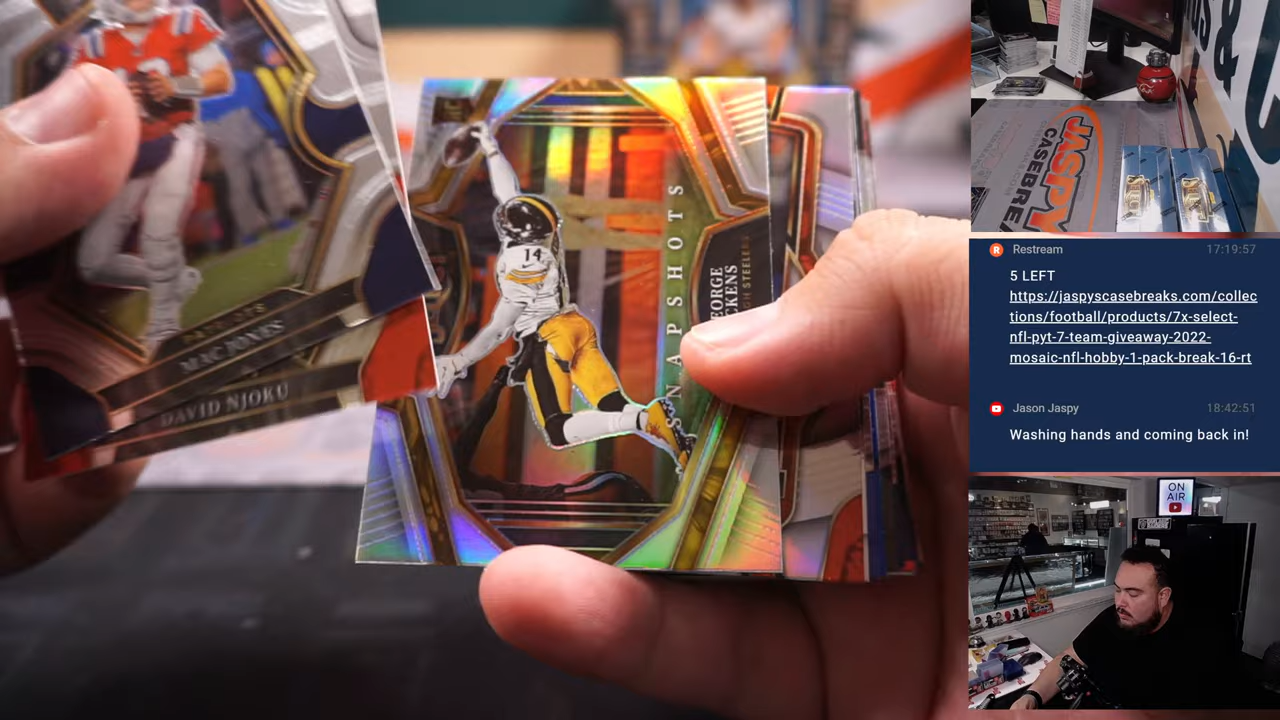 MAC JONES
DAVID NJOKU
14
SNAPSHOTS
JASPY
CASEBRE
Restream
17:19:57
5 LEFT
https://jaspyscasebreaks.com/collec
tions/football/products/7x-select-
nfl-pyt-7-team-giveaway-2022-
mosaic-nfl-hobby-1-pack-break-16-rt
Jason Jaspy
18:42:51
Washing hands and coming back in!
ON
AIR